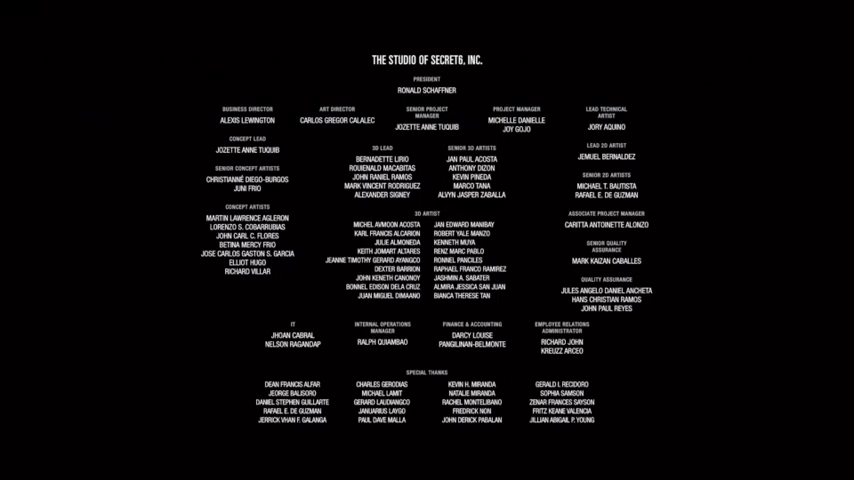 THE STUDIO OF SECRET6, INC.
PRESIDENT
RONALD SCHAFFNER
BUSINESS DIRECTOR
ALEXIS LEWINGTON
ART DIRECTOR
CARLOS GREGOR CALALEC
SENIOR PROJECT
MANAGER
JOZETTE ANNE TUQUIB
PROJECT MANAGER
MICHELLE DANIELLE
JOY GOJO
LEAD TECHNICAL
ARTIST
JORY AQUINO
CONCEPT LEAD
JOZETTE ANNE TUQUIB
SENIOR CONCEPT ARTISTS
CHRISTIANNÉ DIEGO-BURGOS
JUNI FRIO
CONCEPT ARTISTS
MARTIN LAWRENCE AGLERON
LORENZO S. COBARRUBIAS
JOHN CARL C. FLORES
BETINA MERCY FRIO
JOSE CARLOS GASTON S. GARCIA
ELLIOT HUGO
RICHARD VILLAR
3D LEAD
BERNADETTE LIRIO
ROUIENALD MACABITAS
JOHN RANIEL RAMOS
MARK VINCENT RODRIGUEZ
ALEXANDER SIGNEY
SENIOR 3D ARTISTS
JAN PAUL ACOSTA
ANTHONY DIZON
KEVIN PINEDA
MARCO TANA
ALVYN JASPER ZABALLA
3D ARTIST
MICHEL AVMOON ACOSTA
KARL FRANCIS ALCARION
JULIE ALMONEDA
KEITH JOMART ALTARES
JEANNE TIMOTHY GERARD AYANGCO
DEXTER BARRION
JOHN KENETH CANONOY
BONNEL EDISON DELA CRUZ
JUAN MIGUEL DIMAANO
JAN EDWARD MANIBAY
ROBERT YALE MANZO
KENNETH MUYA
RENZ MARC PABLO
RONNEL PANCILES
RAPHAEL FRANCO RAMIREZ
JASHMIN A. SABATER
ALMIRA JESSICA SAN JUAN
BIANCA THERESE TAN
LEAD 2D ARTIST
JEMUEL BERNALDEZ
SENIOR 2D ARTISTS
MICHAEL T. BAUTISTA
RAFAEL E. DE GUZMAN
ASSOCIATE PROJECT MANAGER
CARITTA ANTOINETTE ALONZO
SENIOR QUALITY
ASSURANCE
MARK KAIZAN CABALLES
QUALITY ASSURANCE
JULES ANGELO DANIEL ANCHETA
HANS CHRISTIAN RAMOS
JOHN PAUL REYES
IT
JHOAN CABRAL
NELSON RAGANDAP
INTERNAL OPERATIONS
MANAGER
RALPH QUIAMBAO
FINANCE & ACCOUNTING
DARCY LOUISE
PANGILINAN-BELMONTE
EMPLOYEE RELATIONS
ADMINISTRATOR
RICHARD JOHN
KREUZZ ARCEO
SPECIAL THANKS
DEAN FRANCIS ALFAR
JEORGE BALISORO
DANIEL STEPHEN GUILLARTE
RAFAEL E. DE GUZMAN
JERRICK VHAN F. GALANGA
CHARLES GERODIAS
MICHAEL LAMIT
GERARD LAUDIANGCO
JANUARIUS LAYGO
PAUL DAVE MALLA
KEVIN H. MIRANDA
NATALIE MIRANDA
RACHEL MONTELIBANO
FREDRICK NON
JOHN DERICK PABALAN
GERALD I. RECIDORO
SOPHIA SAMSON
ZENAR FRANCES SAYSON
FRITZ KEANE VALENCIA
JILLIAN ABIGAIL P. YOUNG